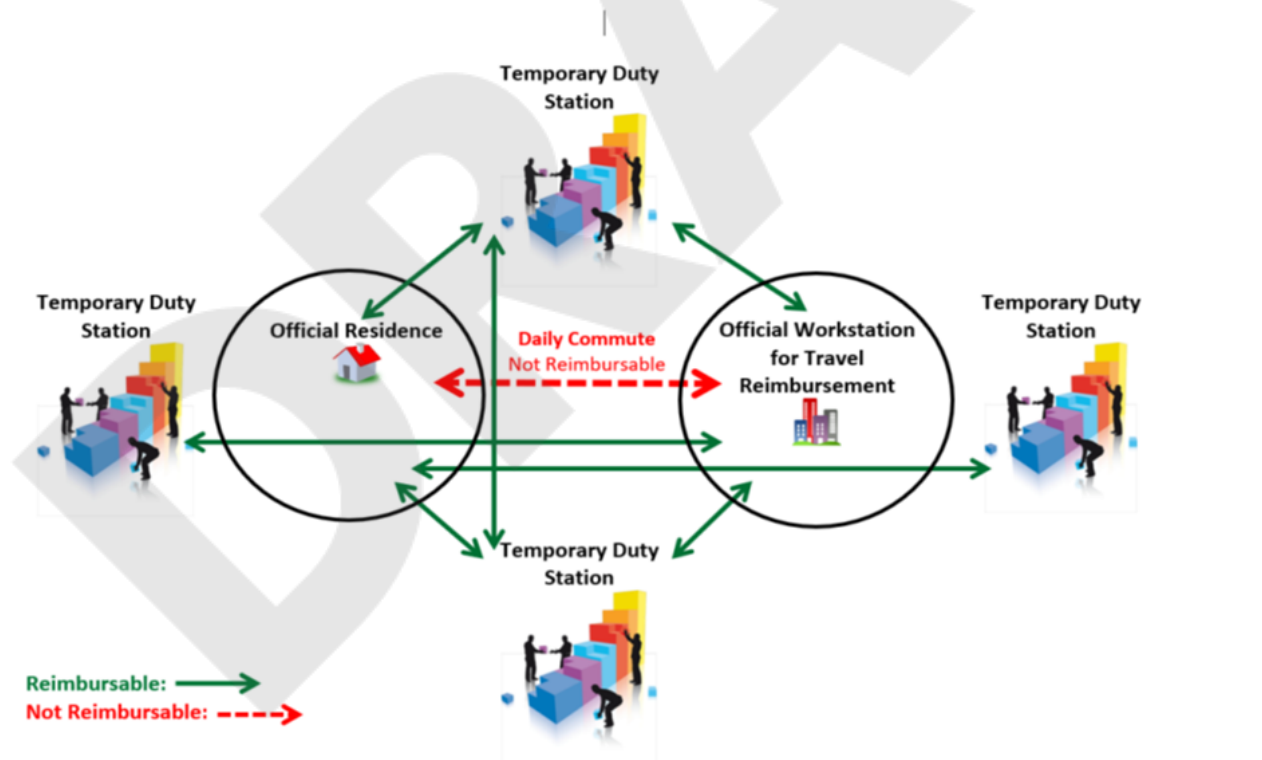 Temporary Duty
Station
Temporary Duty
Station
Official Residence
Daily Commute
Not Reimbursable
Official Workstation
for Travel
Reimbursement
Temporary Duty
Station
Temporary Duty
Station
Reimbursable:
Not Reimbursable: